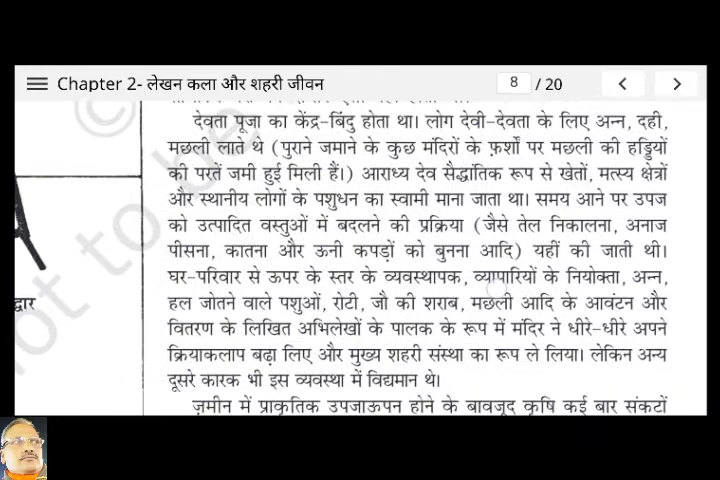 Chapter 2- लेखन कला और शहरी जीवन
8 / 20
देवता पूजा का केंद्र-बिंदु होता था। लोग देवी-देवता के लिए अन्न, दही,
मछली लाते थे (पुराने जमाने के कुछ मंदिरों के फ़र्शों पर मछली की हड्डियों
की परतें जमी हुई मिली हैं।) आराध्य देव सैद्धांतिक रूप से खेतों, मत्स्य क्षेत्रों
और स्थानीय लोगों के पशुधन का स्वामी माना जाता था। समय आने पर उपज
को उत्पादित वस्तुओं में बदलने की प्रक्रिया (जैसे तेल निकालना, अनाज
पीसना, कातना और ऊनी कपड़ों को बुनना आदि) यहीं की जाती थी।
घर-परिवार से ऊपर के स्तर के व्यवस्थापक, व्यापारियों के नियोक्ता, अन्न,
हल जोतने वाले पशुओं, रोटी, जौ की शराब, मछली आदि के आवंटन और
वितरण के लिखित अभिलेखों के पालक के रूप में मंदिर ने धीरे-धीरे अपने
क्रियाकलाप बढ़ा लिए और मुख्य शहरी संस्था का रूप ले लिया। लेकिन अन्य
दूसरे कारक भी इस व्यवस्था में विद्यमान थे।
ज़मीन में प्राकृतिक उपजाऊपन होने के बावजूद कृषि कई बार संकटों
द्वार
not to be